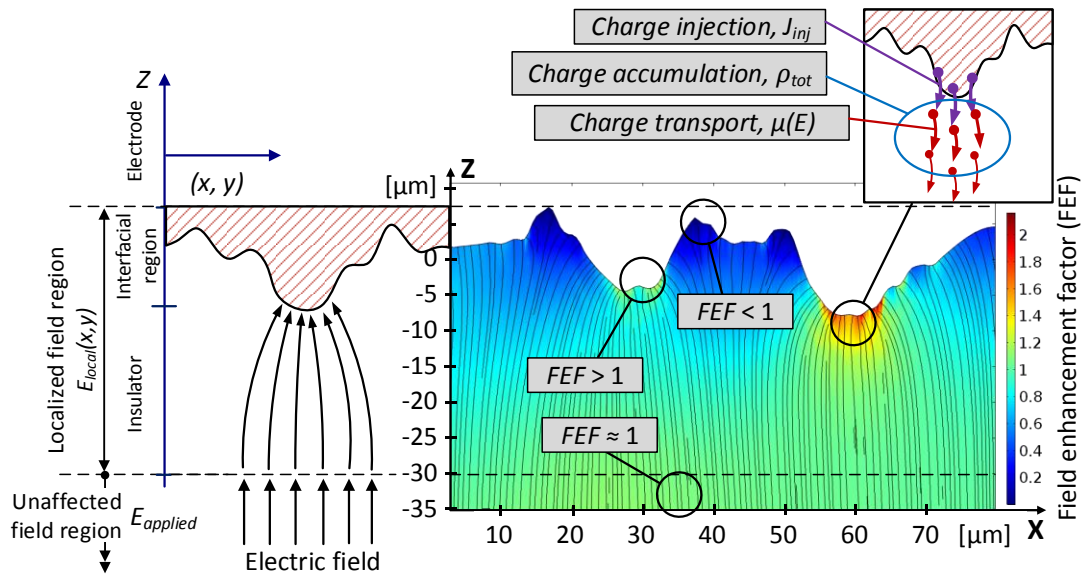 Charge injection, J_inj
Charge accumulation, ρ_tot
Charge transport, μ(E)
Z
Electrode
(x, y)
[µm]
Z
Localized field region
E_local(x,y)
Interfacial
region
Insulator
0
-5
-10
-15
-20
-25
-30
-35
FEF < 1
FEF > 1
FEF ≈ 1
2
1.8
1.6
1.4
1.2
1
0.8
0.6
0.4
0.2
0
Field enhancement factor (FEF)
Unaffected
field region
E_applied
Electric field
10 20 30 40 50 60 70 [µm] X